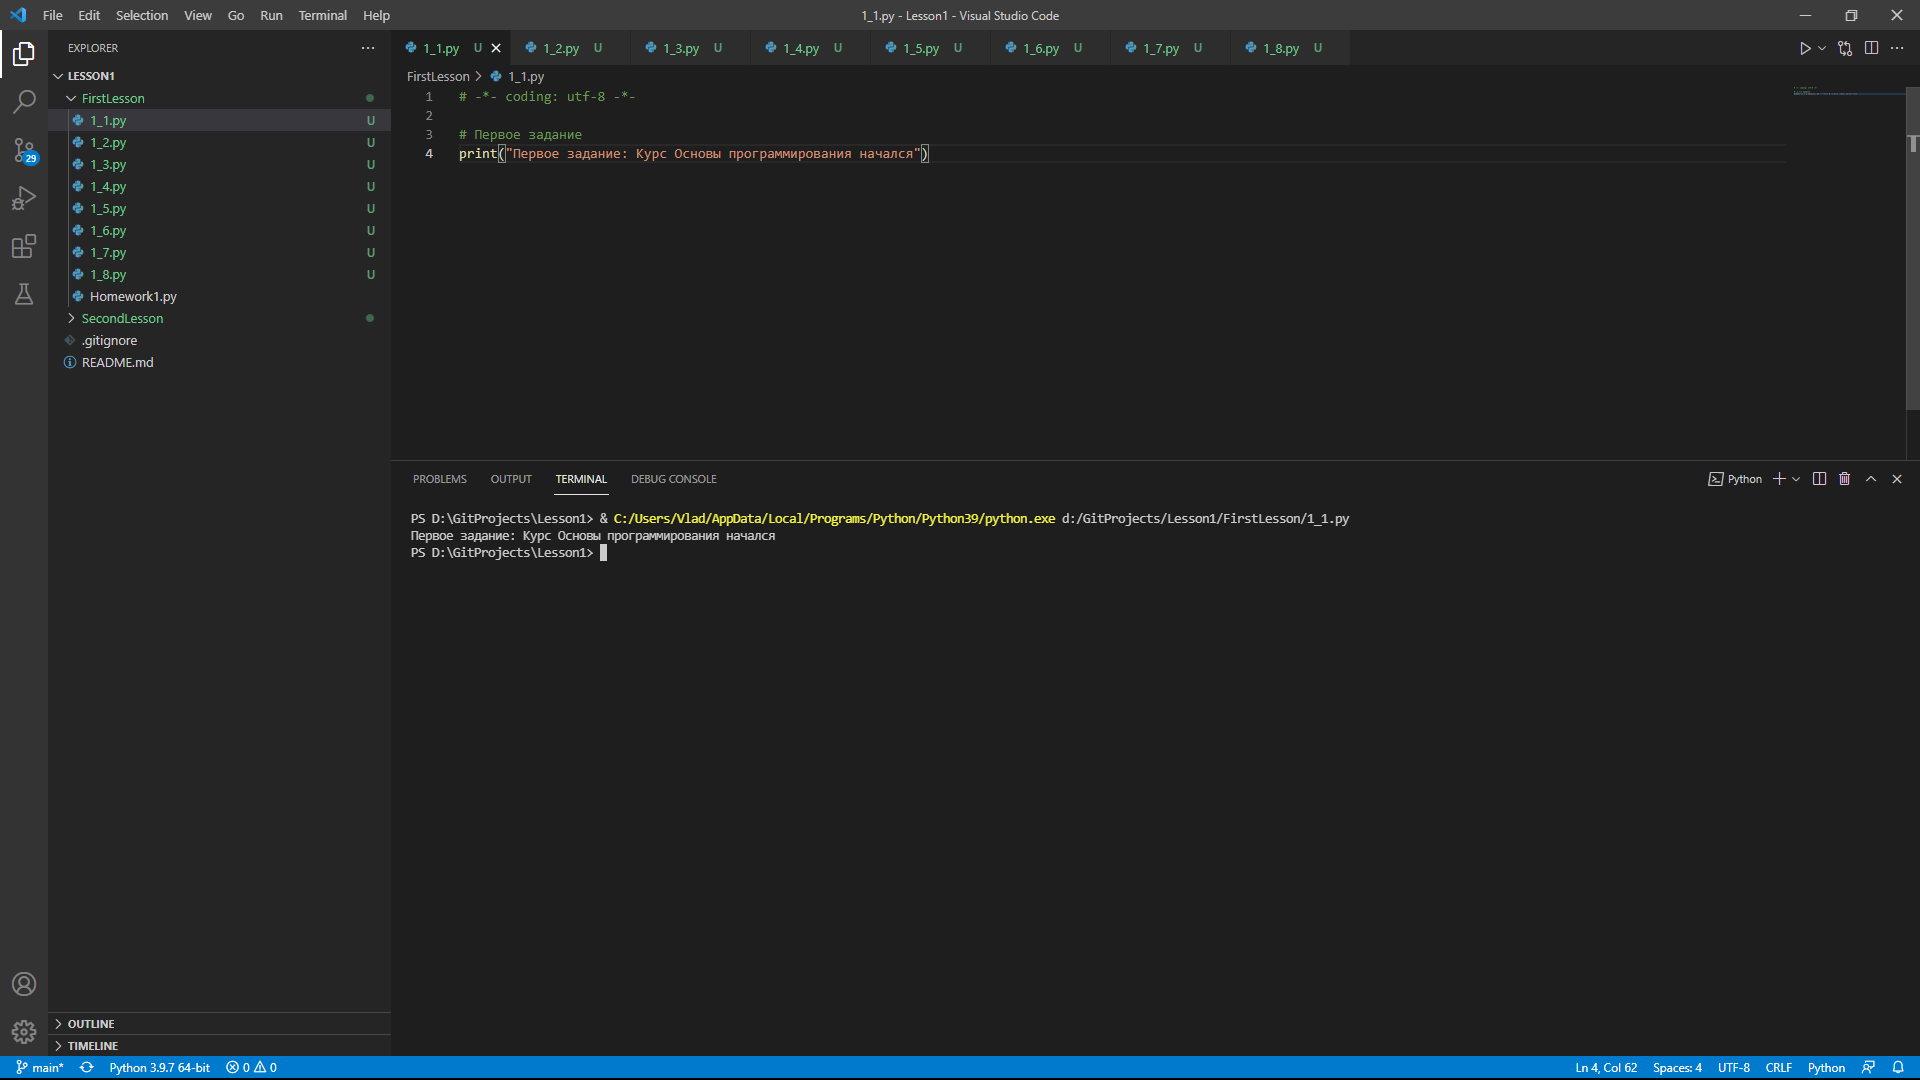 File Edit Selection View Go Run Terminal Help
1_1.py - Lesson1 - Visual Studio Code
EXPLORER
LESSON1
FirstLesson
1_1.py U
1_2.py U
1_3.py U
1_4.py U
1_5.py U
1_6.py U
1_7.py U
1_8.py U
Homework1.py
SecondLesson
.gitignore
README.md
29
OUTLINE
TIMELINE
1_1.py U 1_2.py U 1_3.py U 1_4.py U 1_5.py U 1_6.py U 1_7.py U 1_8.py U
FirstLesson > 1_1.py
1 # -*- coding: utf-8 -*-
2
3 # Первое задание
4 print("Первое задание: Курс Основы программирования начался")
PROBLEMS OUTPUT TERMINAL DEBUG CONSOLE
Python
PS D:\GitProjects\Lesson1> & C:/Users/Vlad/AppData/Local/Programs/Python/Python39/python.exe d:/GitProjects/Lesson1/FirstLesson/1_1.py
Первое задание: Курс Основы программирования начался
PS D:\GitProjects\Lesson1>
main* Python 3.9.7 64-bit 0 0
Ln 4, Col 62 Spaces: 4 UTF-8 CRLF Python